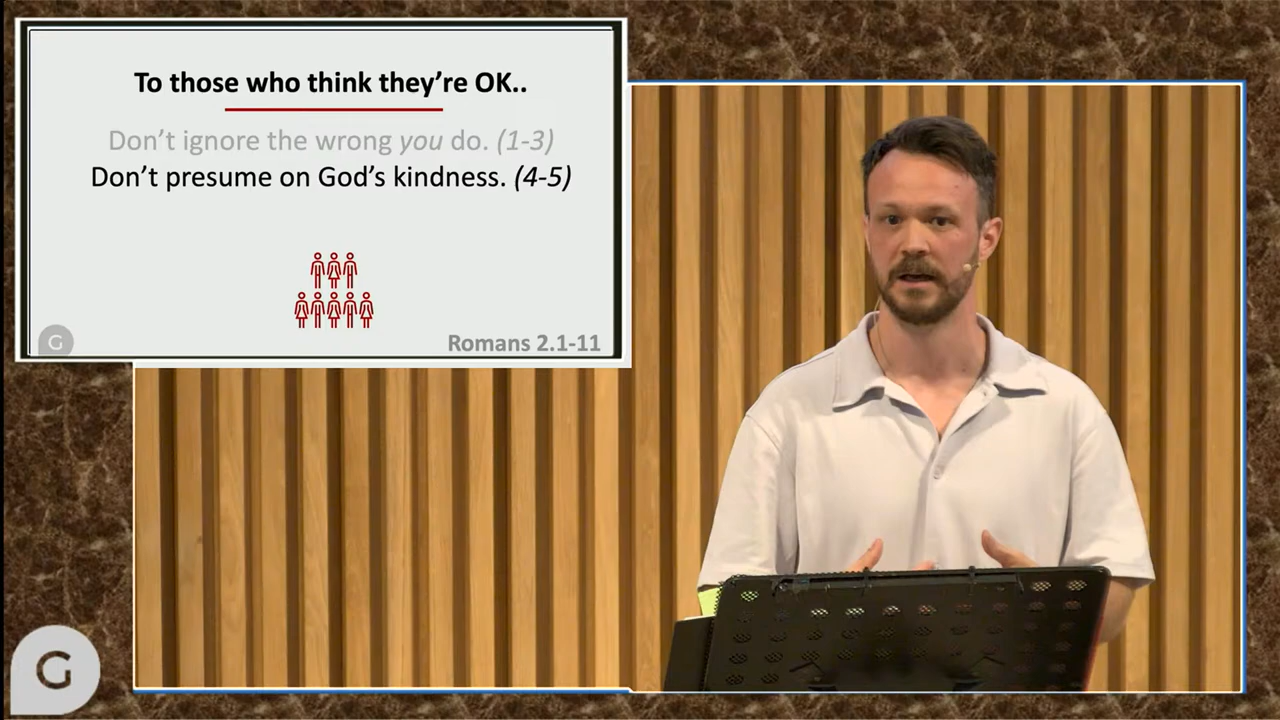 To those who think they're OK..
Don't ignore the wrong you do. (1-3)
Don't presume on God's kindness. (4-5)
G
Romans 2.1-11
G